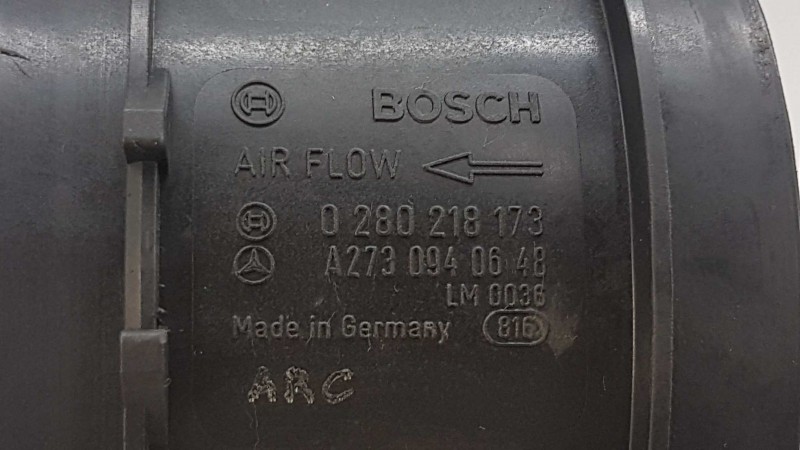 BOSCH
AIR FLOW
0 280 218 173
A273 094 06 48
LM 0036
Made in Germany 816
ARC